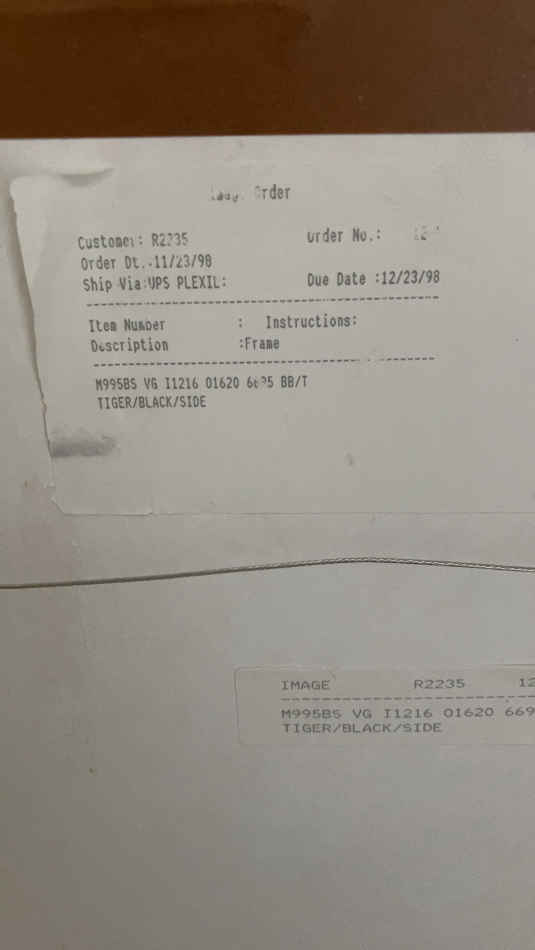 Order
Customer: R2235 Order No.:
Order Dt.:11/23/98
Ship Via:UPS PLEXIL: Due Date :12/23/98
Item Number : Instructions:
Description :Frame
M995BS VG I1216 01620 BB/T
TIGER/BLACK/SIDE
IMAGE R2235 12
M995BS VG I1216 01620 669
TIGER/BLACK/SIDE